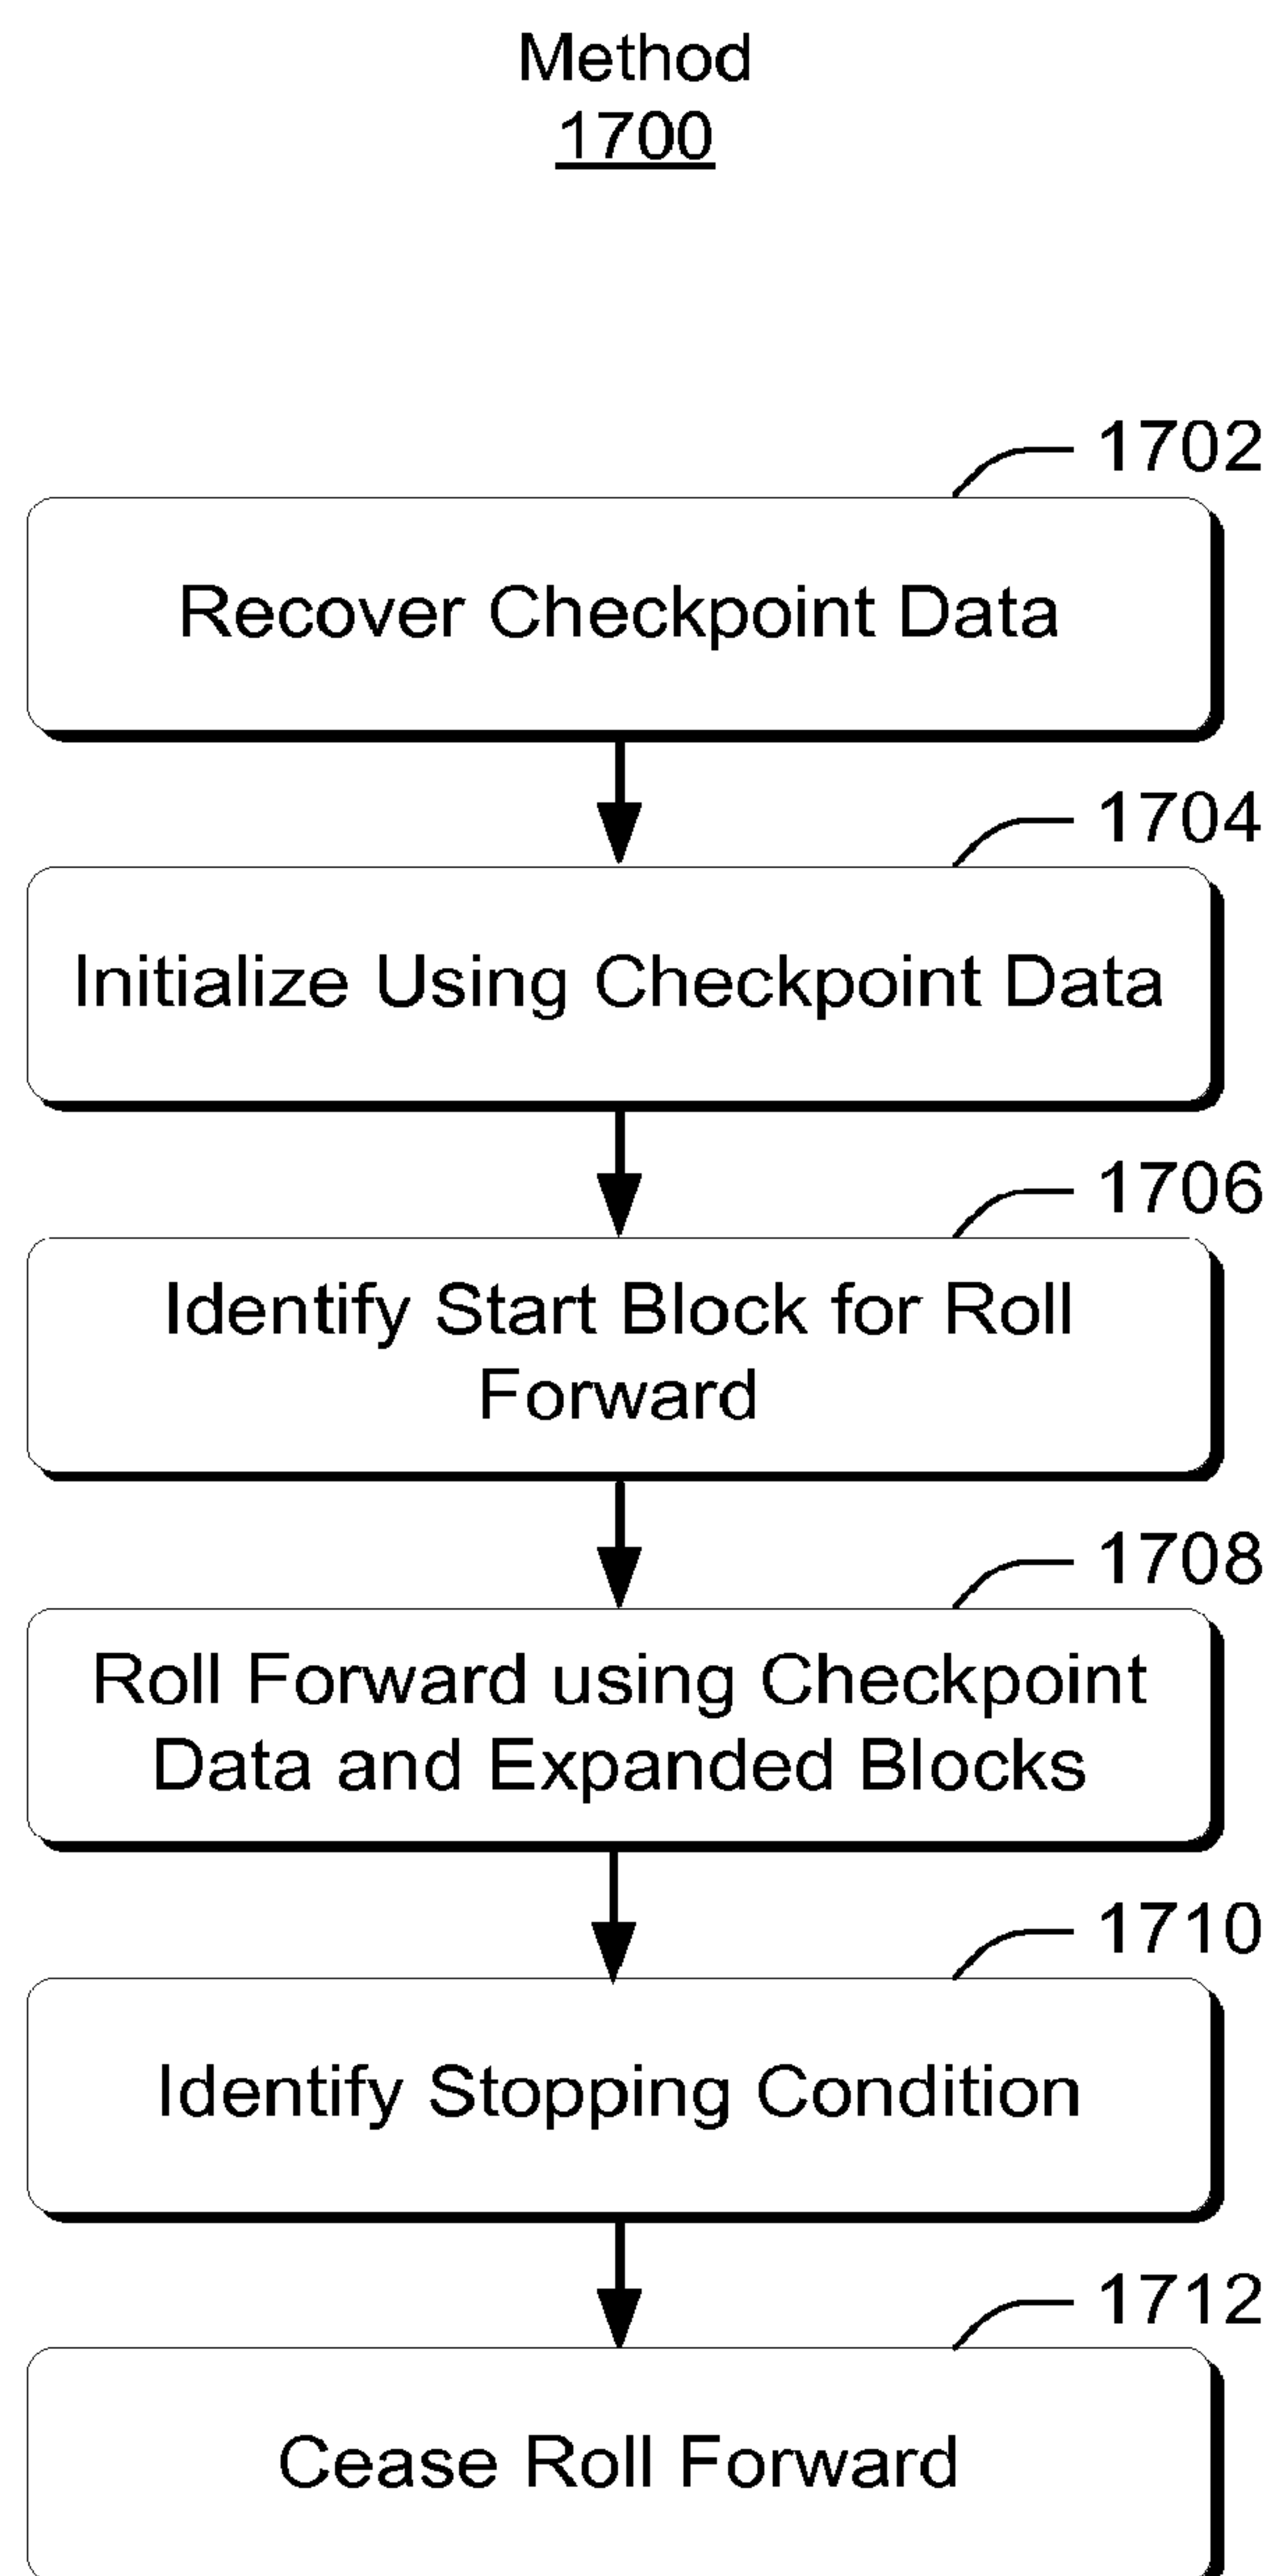 Method
1700
1702
Recover Checkpoint Data
1704
Initialize Using Checkpoint Data
1706
Identify Start Block for Roll
Forward
1708
Roll Forward using Checkpoint
Data and Expanded Blocks
1710
Identify Stopping Condition
1712
Cease Roll Forward